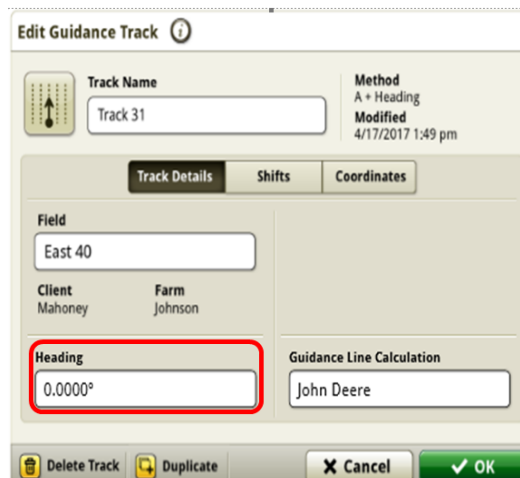 Edit Guidance Track
Track Name
Track 31
Method
A + Heading
Modified
4/17/2017 1:49 pm
Track Details
Shifts
Coordinates
Field
East 40
Client
Mahoney
Farm
Johnson
Heading
0.0000°
Guidance Line Calculation
John Deere
Delete Track
Duplicate
Cancel
OK